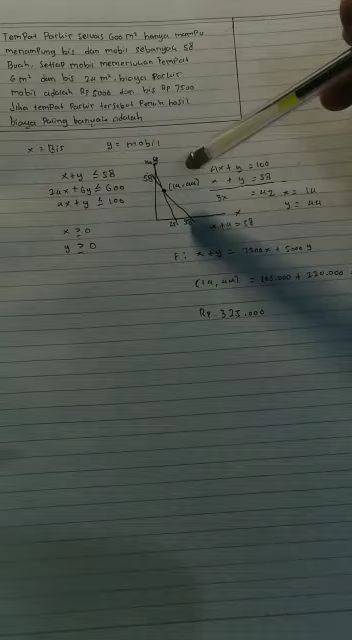 Tempat Parkir seluas 600 m² hanya mampu
menampung bis dan mobil sebanyak 58
Buah, setiap mobil memerlukan tempat
6 m² dan bis 24 m², biaya Parkir
mobil adalah Rp 5000 dan bis Rp 7500
Jika tempat Parkir tersebut Penuh hasil
biaya Paling banyak adalah
x = Bis y = mobil
x + y ≤ 58
24x + 6y ≤ 600
4x + y ≤ 100
x ≥ 0
y ≥ 0
y
58
(14, 44)
x
x + y = 58
4x + y = 100
x + y = 58
3x = 42 x = 14
y = 44
F: x + y = 7500x + 5000y
(14, 44) = 105.000 + 220.000
Rp. 325.000